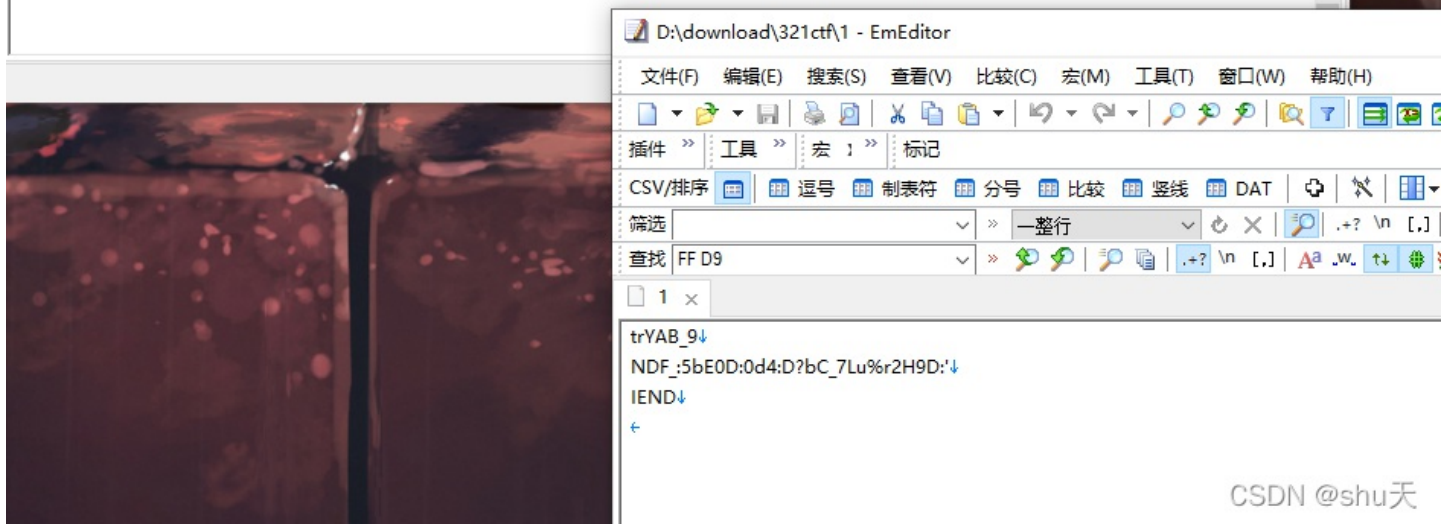 D:\download\321ctf\1 - EmEditor
文件(F) 编辑(E) 搜索(S) 查看(V) 比较(C) 宏(M) 工具(T) 窗口(W) 帮助(H)
插件 » 工具 » 宏 » 标记
CSV/排序 逗号 制表符 分号 比较 竖线 DAT
筛选 » 一整行 .+? \n [,]
查找 FF D9 » .+? \n [,] Aa .W.
1 ×
trYAB_9↓
NDF_:5bE0D:0d4:D?bC_7Lu%r2H9D:'↓
IEND↓
←
CSDN @shu天